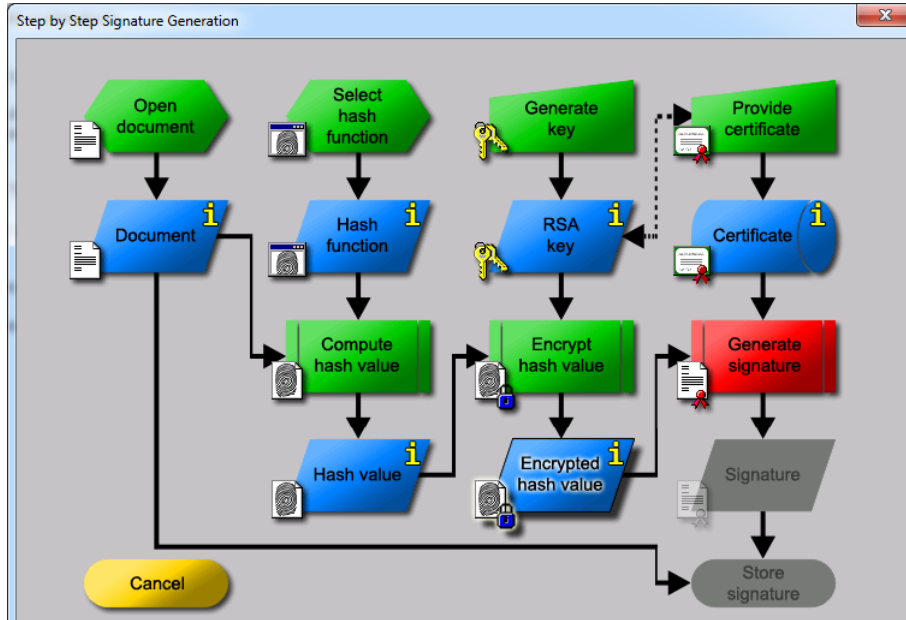 Step by Step Signature Generation
Open
document
Select
hash
function
Generate
key
Provide
certificate
Document
i
Hash
function
i
RSA
key
i
Certificate
i
Compute
hash value
Encrypt
hash value
Generate
signature
Hash value
i
Encrypted
hash value
i
Signature
Cancel
Store
signature